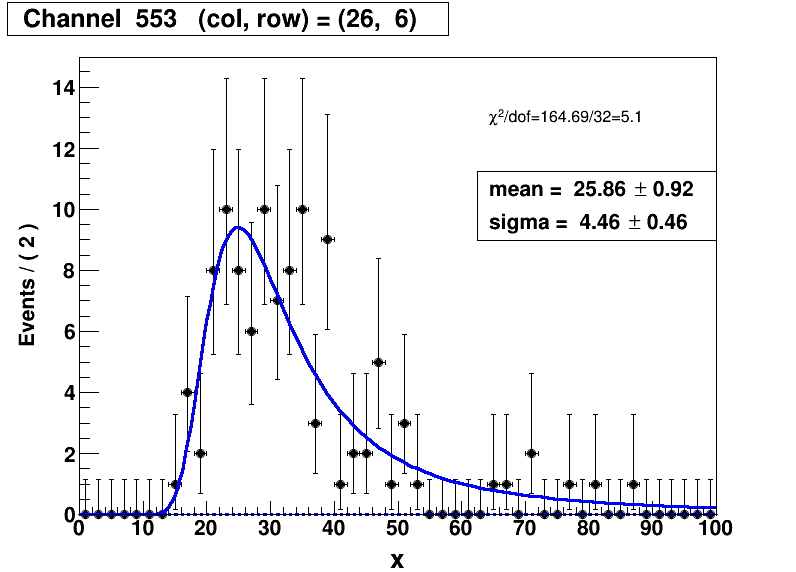 Channel 553 (col, row) = (26, 6)
χ²/dof=164.69/32=5.1
mean = 25.86 ± 0.92
sigma = 4.46 ± 0.46
Events / ( 2 )
14
12
10
8
6
4
2
0
0 10 20 30 40 50 60 70 80 90 100
x